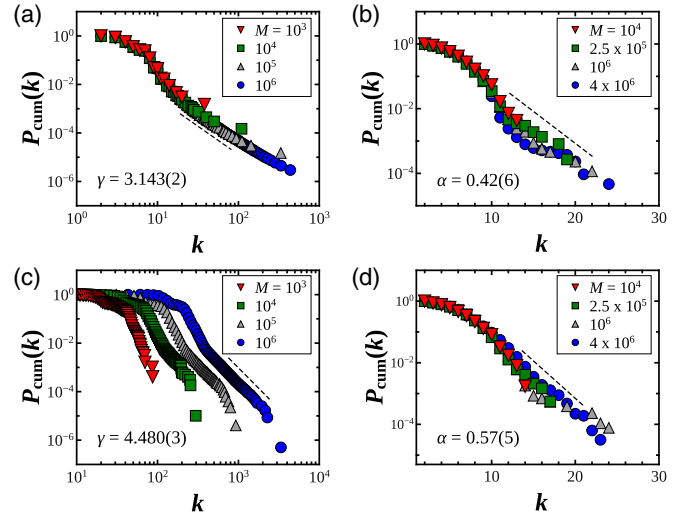 (a)
P_cum(k)
10^0
10^-2
10^-4
10^-6
M = 10^3
10^4
10^5
10^6
γ = 3.143(2)
10^0 10^1 10^2 10^3
k
(b)
P_cum(k)
10^0
10^-2
10^-4
M = 10^4
2.5 x 10^5
10^6
4 x 10^6
α = 0.42(6)
10 20 30
k
(c)
P_cum(k)
10^0
10^-2
10^-4
10^-6
M = 10^3
10^4
10^5
10^6
γ = 4.480(3)
10^1 10^2 10^3 10^4
k
(d)
P_cum(k)
10^0
10^-2
10^-4
M = 10^4
2.5 x 10^5
10^6
4 x 10^6
α = 0.57(5)
10 20 30
k